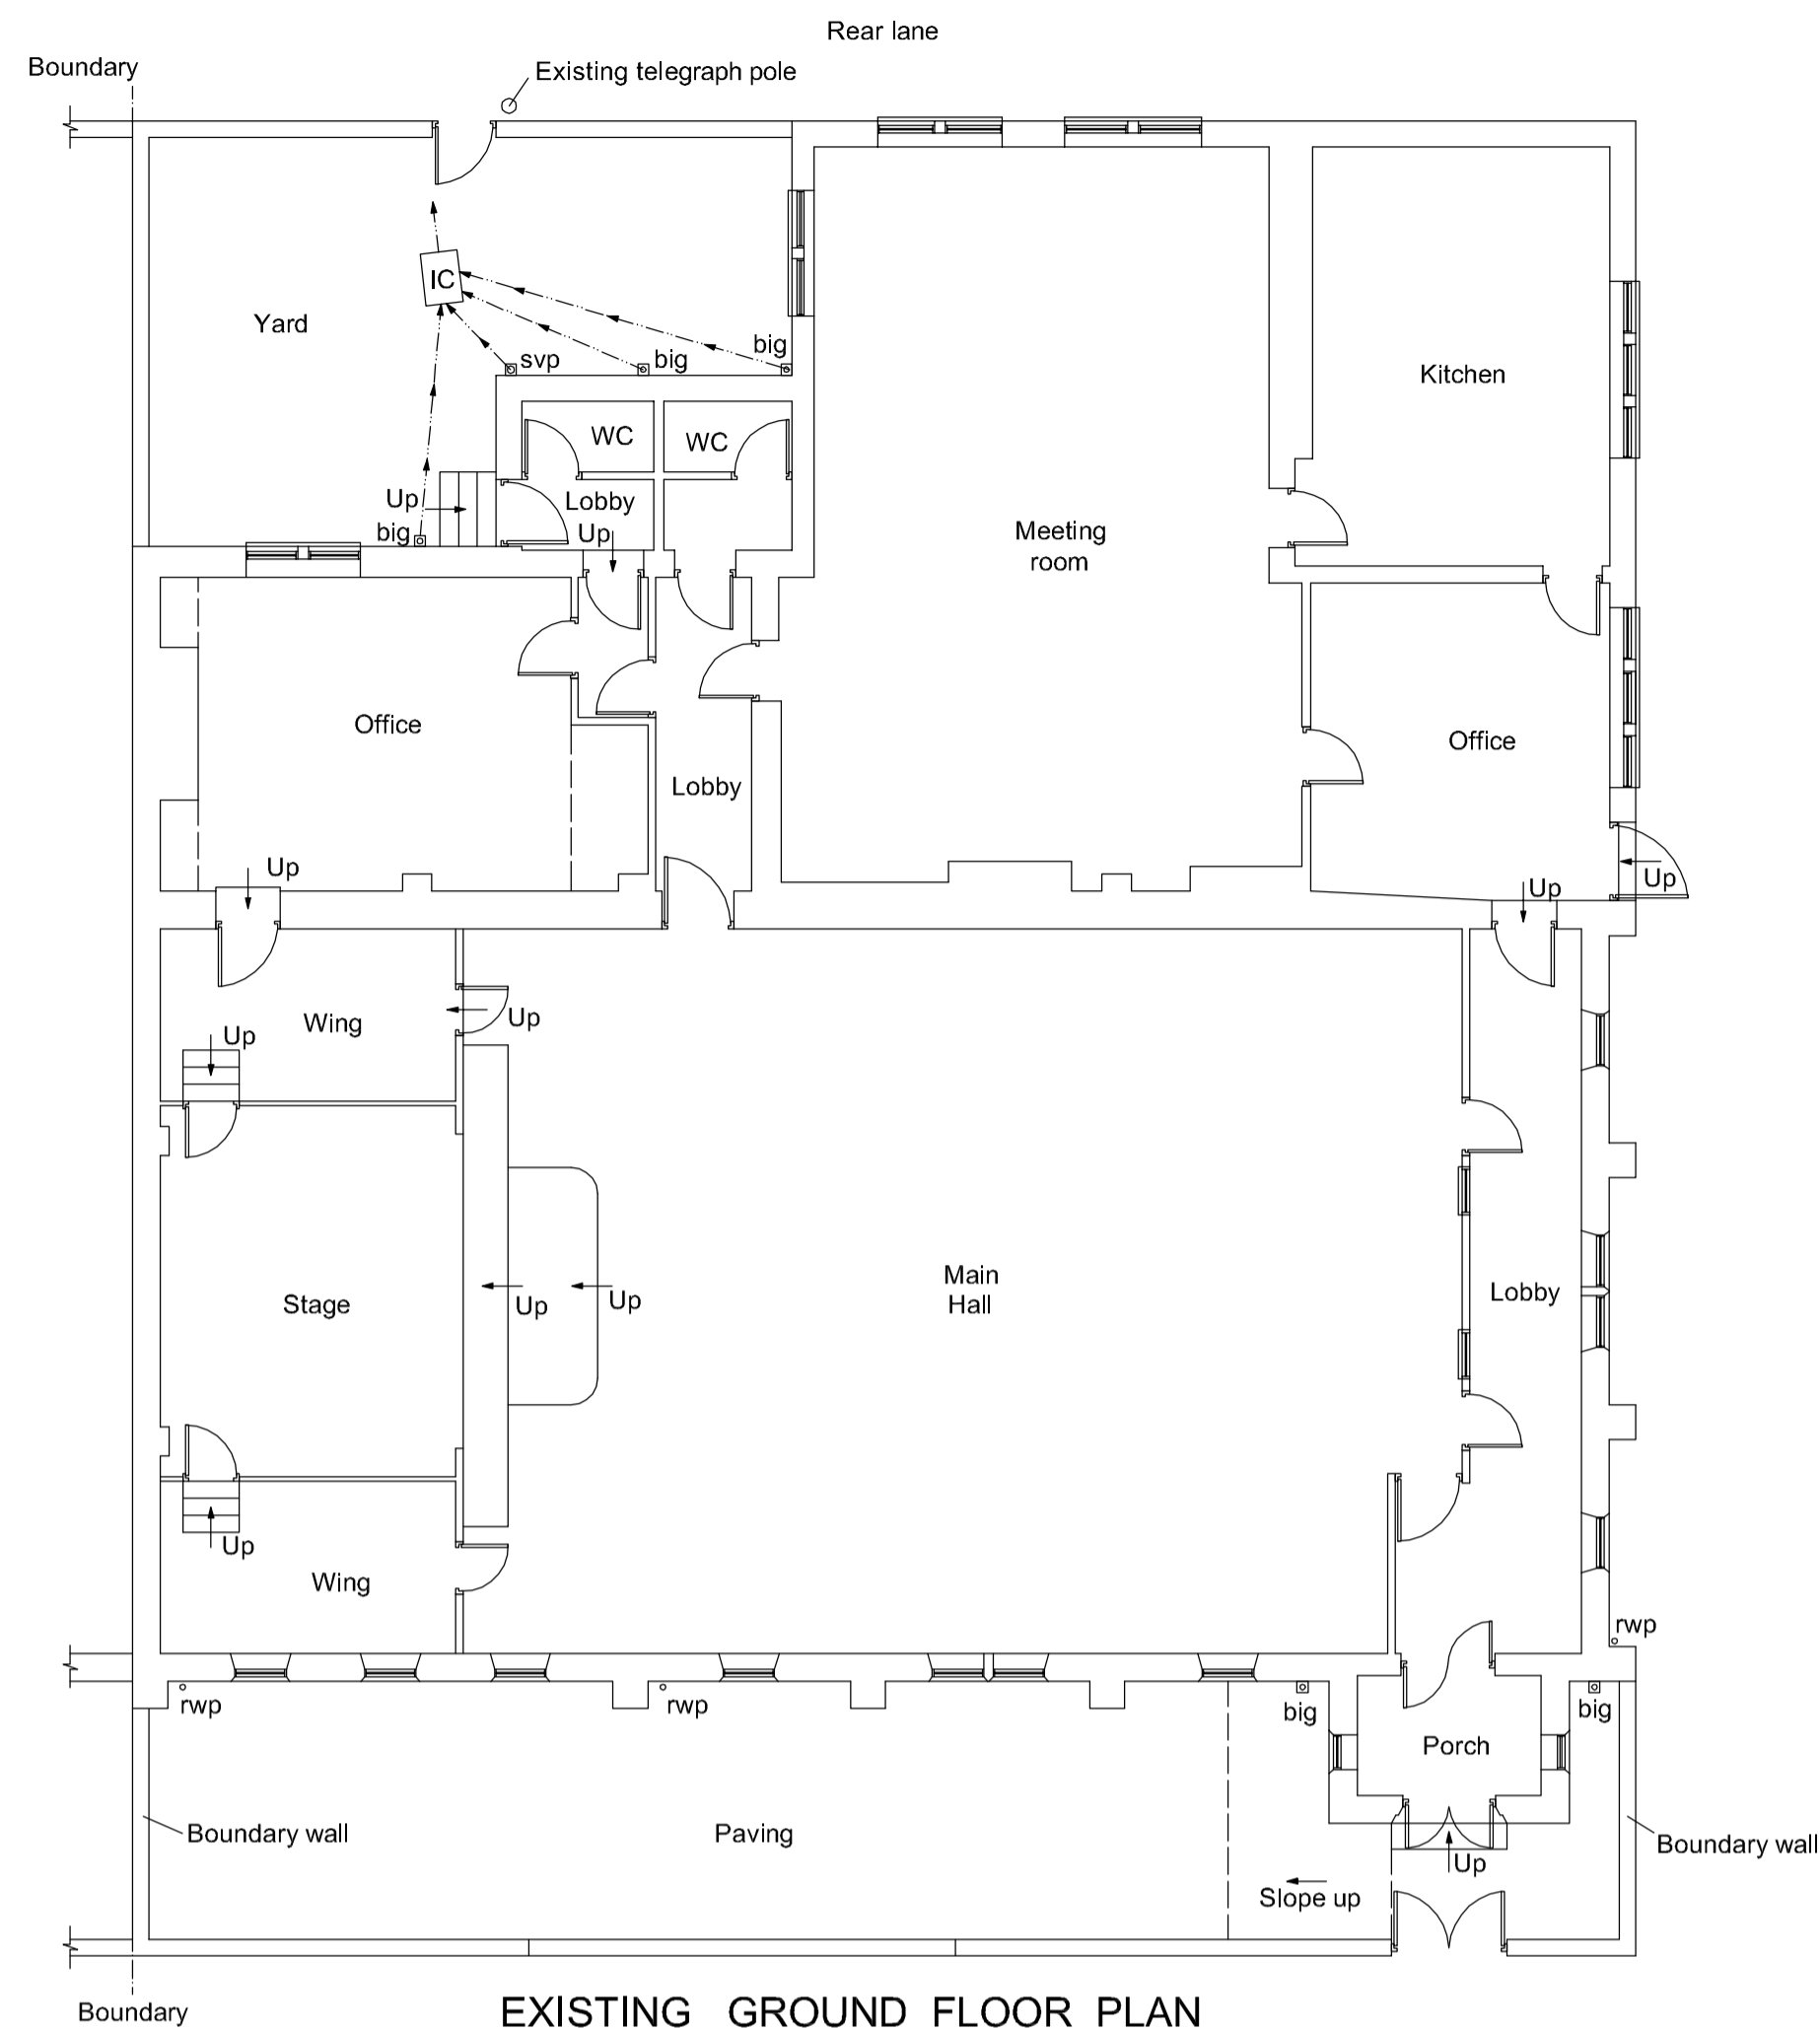 Rear lane
Boundary
Existing telegraph pole
IC
Yard
big
svp
big
Kitchen
WC
WC
Up
Lobby
big
Up
Meeting
room
Office
Office
Lobby
Up
Up
Up
Wing
Up
Up
Main
Hall
Stage
Up
Up
Lobby
Up
Wing
rwp
rwp
rwp
big
big
Porch
Boundary wall
Paving
Boundary wall
Up
Slope up
Boundary
EXISTING GROUND FLOOR PLAN